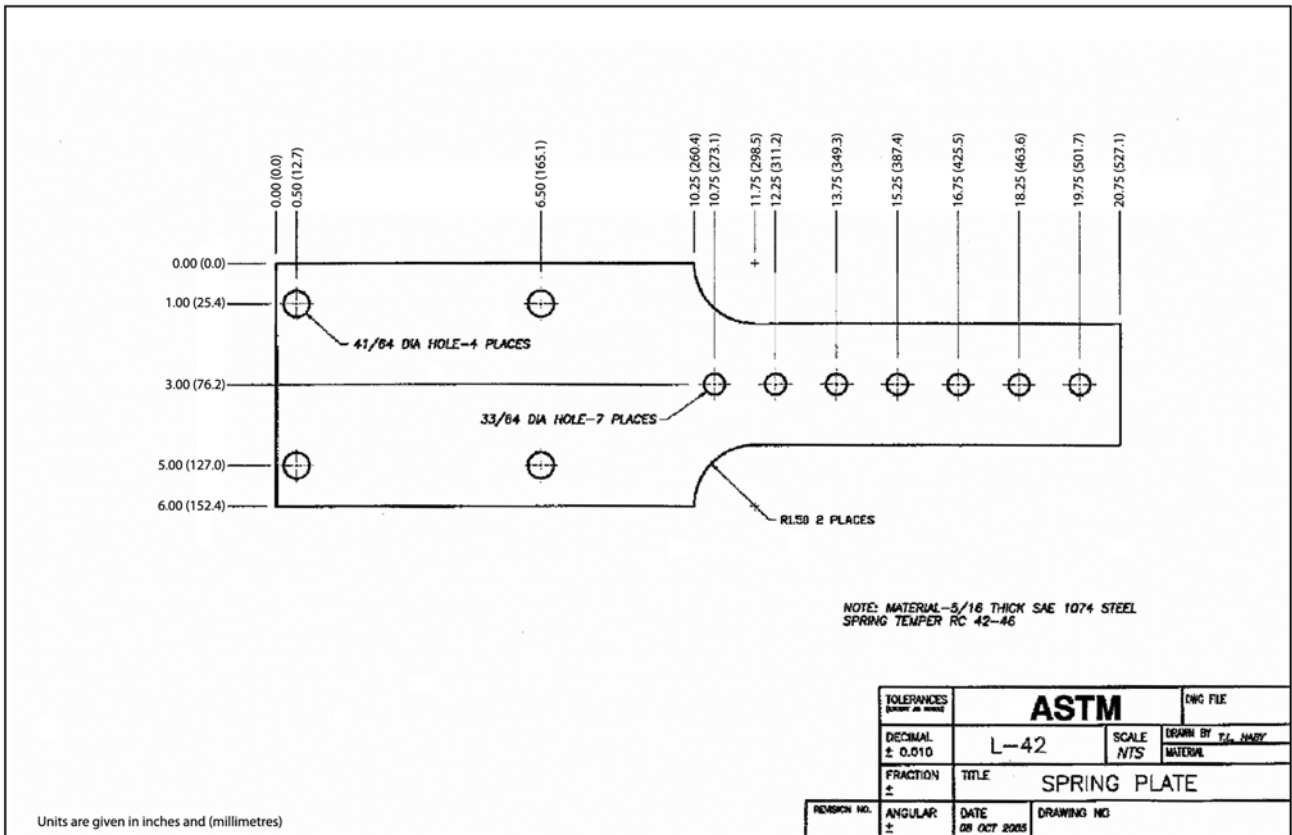 0.00 (0.0)
0.50 (12.7)
6.50 (165.1)
10.25 (260.4)
10.75 (273.1)
11.75 (298.5)
12.25 (311.2)
13.75 (349.3)
15.25 (387.4)
16.75 (425.5)
18.25 (463.6)
19.75 (501.7)
20.75 (527.1)
0.00 (0.0)
1.00 (25.4)
41/64 DIA HOLE-4 PLACES
3.00 (76.2)
33/64 DIA HOLE-7 PLACES
5.00 (127.0)
6.00 (152.4)
R1.50 2 PLACES
NOTE: MATERIAL-5/16 THICK SAE 1074 STEEL
SPRING TEMPER RC 42-46
TOLERANCES
ASTM
DWG FILE
DECIMAL
± 0.010
L-42
SCALE
NTS
DRAWN BY T.L. HABY
MATERIAL
FRACTION
±
TITLE
SPRING PLATE
REVISION NO.
ANGULAR
±
DATE
08 OCT 2005
DRAWING NO
Units are given in inches and (millimetres)